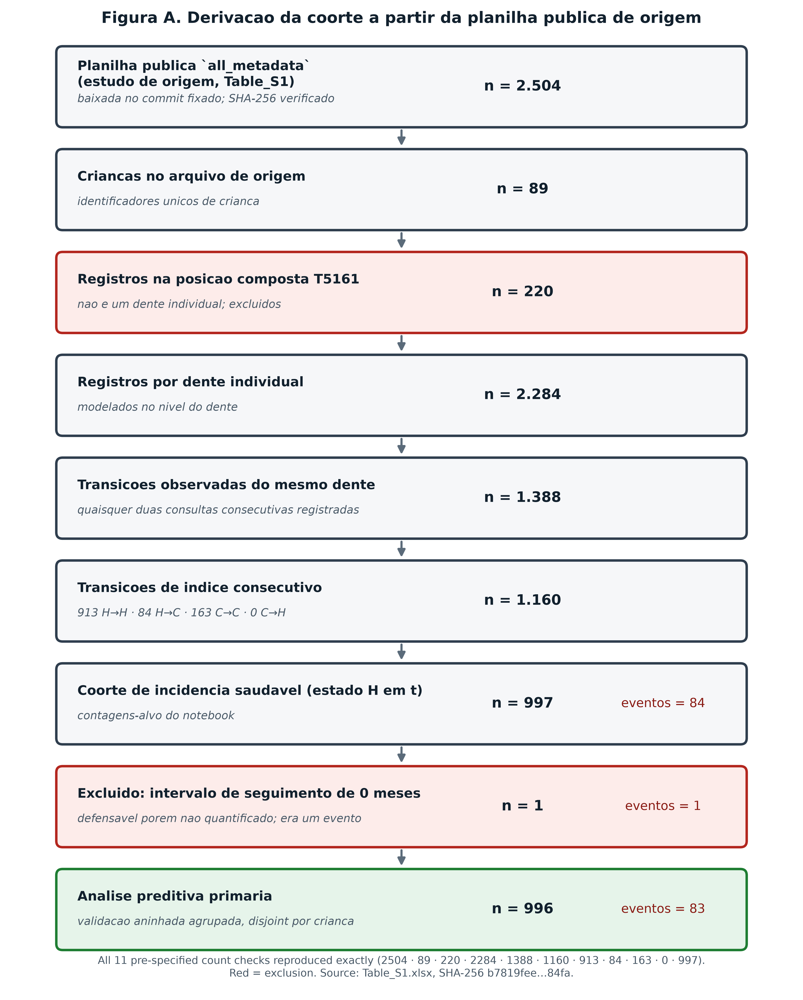 Figura A. Derivacao da coorte a partir da planilha publica de origem
Planilha publica `all_metadata`
(estudo de origem, Table_S1)
baixada no commit fixado; SHA-256 verificado
n = 2.504
Criancas no arquivo de origem
identificadores unicos de crianca
n = 89
Registros na posicao composta T5161
nao e um dente individual; excluidos
n = 220
Registros por dente individual
modelados no nivel do dente
n = 2.284
Transicoes observadas do mesmo dente
quaisquer duas consultas consecutivas registradas
n = 1.388
Transicoes de indice consecutivo
913 H→H · 84 H→C · 163 C→C · 0 C→H
n = 1.160
Coorte de incidencia saudavel (estado H em t)
contagens-alvo do notebook
n = 997
eventos = 84
Excluido: intervalo de seguimento de 0 meses
defensavel porem nao quantificado; era um evento
n = 1
eventos = 1
Analise preditiva primaria
validacao aninhada agrupada, disjoint por crianca
n = 996
eventos = 83
All 11 pre-specified count checks reproduced exactly (2504 · 89 · 220 · 2284 · 1388 · 1160 · 913 · 84 · 163 · 0 · 997).
Red = exclusion. Source: Table_S1.xlsx, SHA-256 b7819fee…84fa.